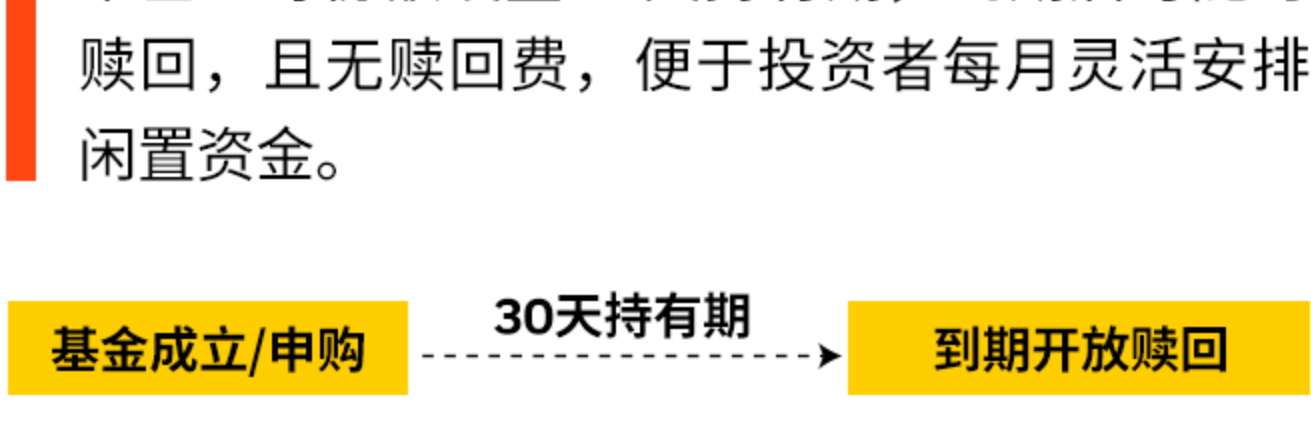 赎回，且无赎回费，便于投资者每月灵活安排
闲置资金。
30天持有期
基金成立/申购
到期开放赎回